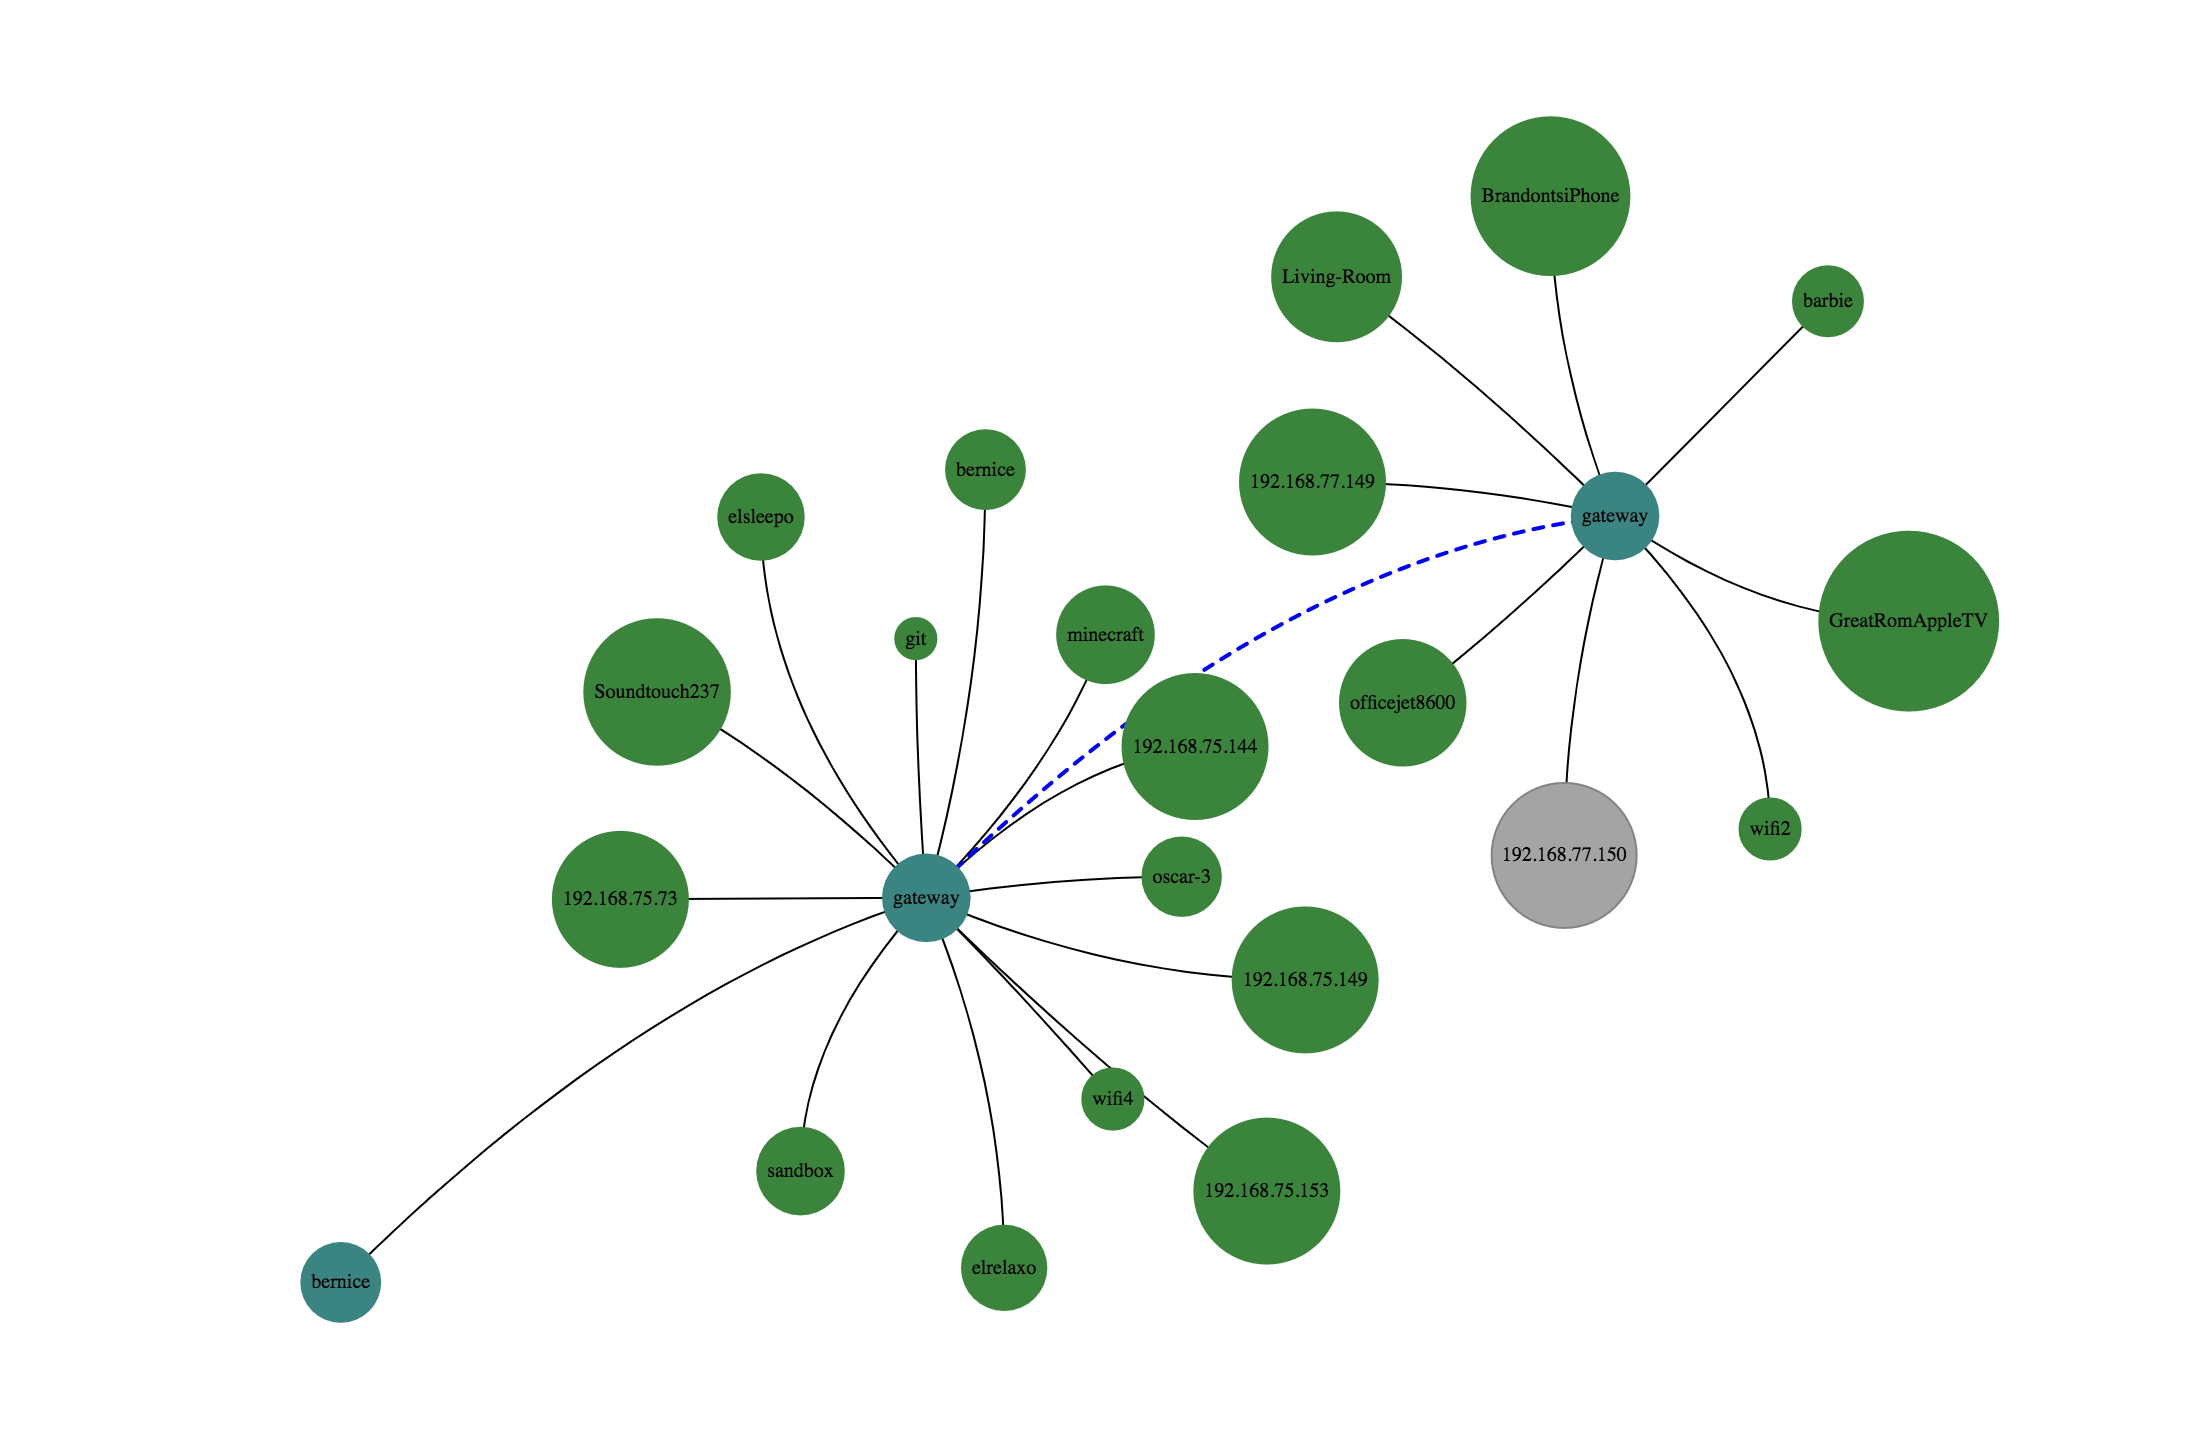 BrandontsiPhone
Living-Room
barbie
bernice
192.168.77.149
elsleepo
gateway
GreatRomAppleTV
minecraft
git
Soundtouch237
officejet8600
192.168.75.144
wifi2
192.168.77.150
oscar-3
gateway
192.168.75.73
192.168.75.149
wifi4
sandbox
192.168.75.153
elrelaxo
bernice